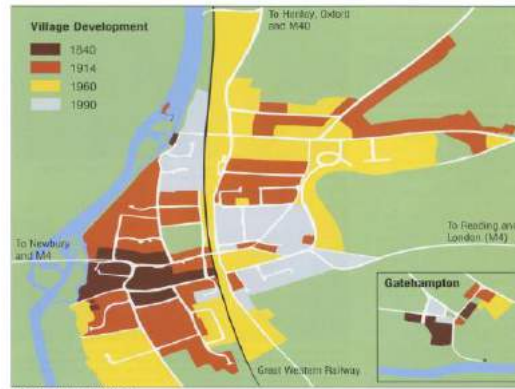 Village Development
1840
1914
1960
1990
To Henley, Oxford
and M40
To Newbury
and M4
To Reading and
London (M4)
Gatehampton
Great Western Railway